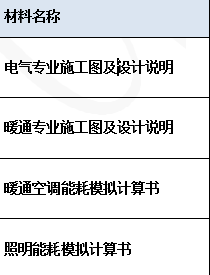 材料名称
电气专业施工图及设计说明
暖通专业施工图及设计说明
暖通空调能耗模拟计算书
照明能耗模拟计算书